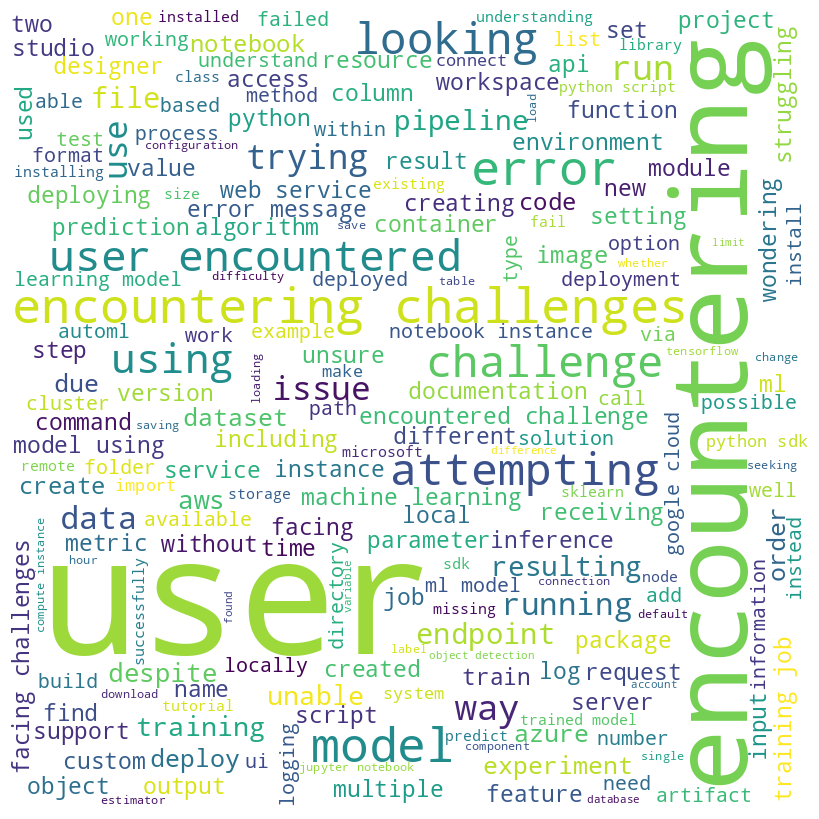 two
one
installed
failed
looking
understanding
set
project
studio
working
notebook
list
library
designer
understand
resource
connect
api
run
class
access
workspace
python script
struggling
file
used
able
based
method
column
load
function
use
test
process
python
within
pipeline
environment
format
configuration
trying
result
error
module
installing
value
web service
existing
new
encountering
deploying
size
error message
creating
code
setting
prediction
algorithm
save
container
fail
option
wondering
install
user encountered
type
image
limit
whether
learning model
difficulty
deployed
table
deployment
encountering challenges
automl
work
example
notebook instance
via
tensorflow
step
using
loading
make
unsure
challenge
change
due
issue
documentation
call
ml
cluster
version
path
possible
command
dataset
encountered challenge
google cloud
model using
including
different
solution
python sdk
microsoft
difference
remote
folder
service
instance
attempting
seeking
create
import
aws
storage
machine learning
sklearn
well
data
available
facing
local
receiving
order
instead
metric
without
time
parameter
inference
compute instance
hour
successfully
user
found
directory
variable
sdk
resulting
node
job
ml model
connection
add
missing
running
default
information
input
facing challenges
label
endpoint
package
object detection
despite
locally
created
train
log
request
account
build
download
name
unable
system
way
server
training job
find
tutorial
script
trained model
support
training
logging
model
predict
azure
number
custom
deploy
ui
component
single
jupyter notebook
experiment
need
object
output
multiple
feature
artifact
estimator
database